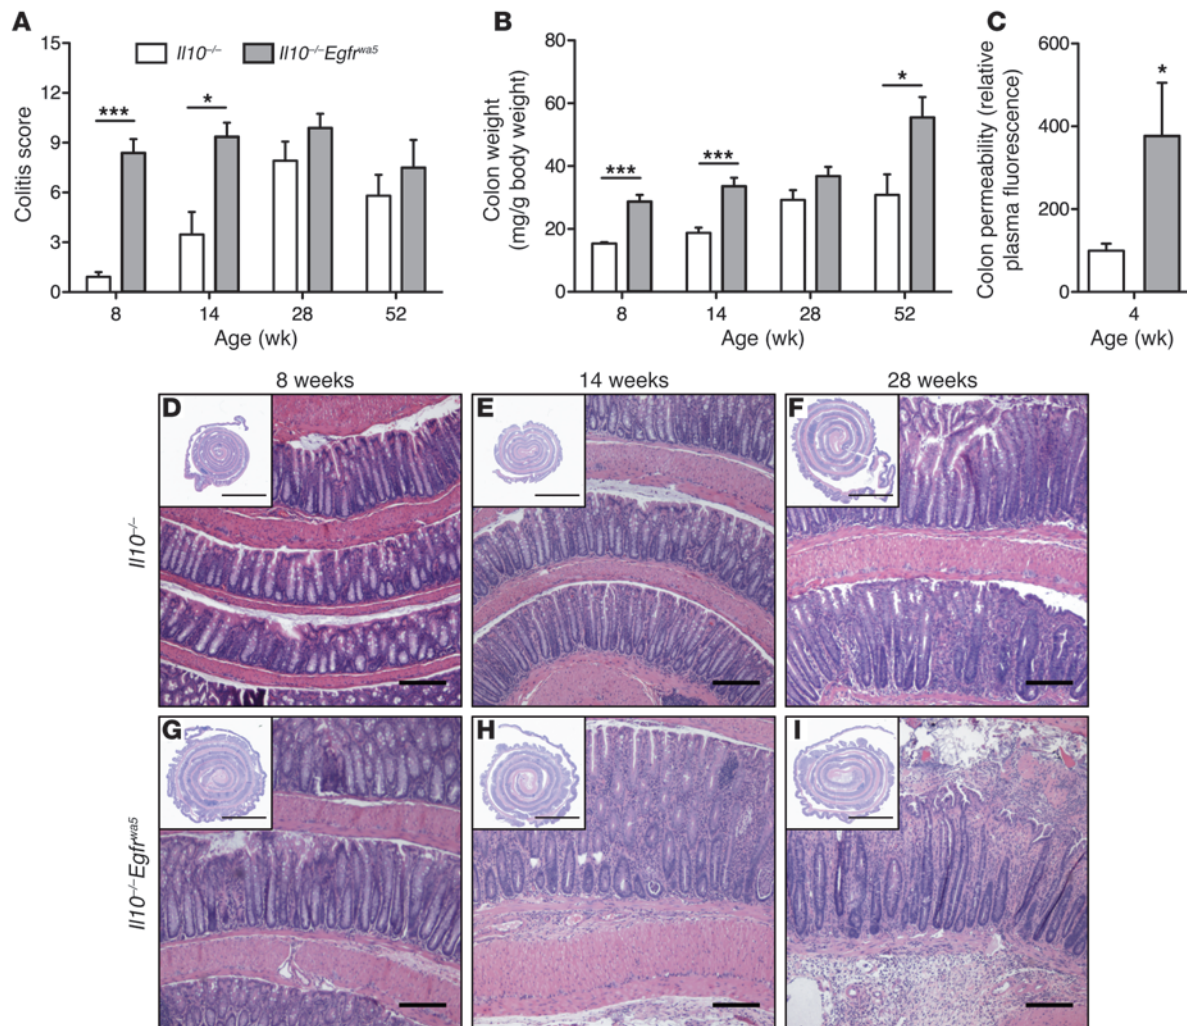 A
Colitis score
15
12
9
6
3
0
Il10⁻/⁻
Il10⁻/⁻Egfrʷᵃ⁵
***
*
8 14 28 52
Age (wk)
B
Colon weight
(mg/g body weight)
80
60
40
20
0
***
***
*
8 14 28 52
Age (wk)
C
Colon permeability (relative
plasma fluorescence)
600
400
200
0
*
4
Age (wk)
8 weeks 14 weeks 28 weeks
Il10⁻/⁻
D E F
Il10⁻/⁻Egfrʷᵃ⁵
G H I